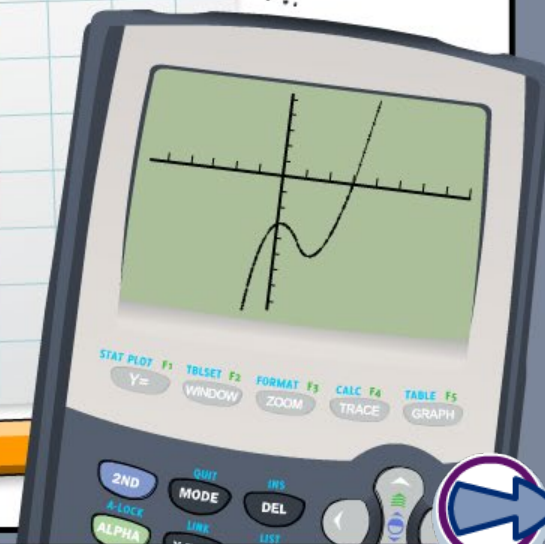 STAT PLOT F1 TBLSET F2 FORMAT F3 CALC F4 TABLE F5
Y= WINDOW ZOOM TRACE GRAPH
QUIT INS
2ND MODE DEL
A-LOCK LINK LIST
ALPHA